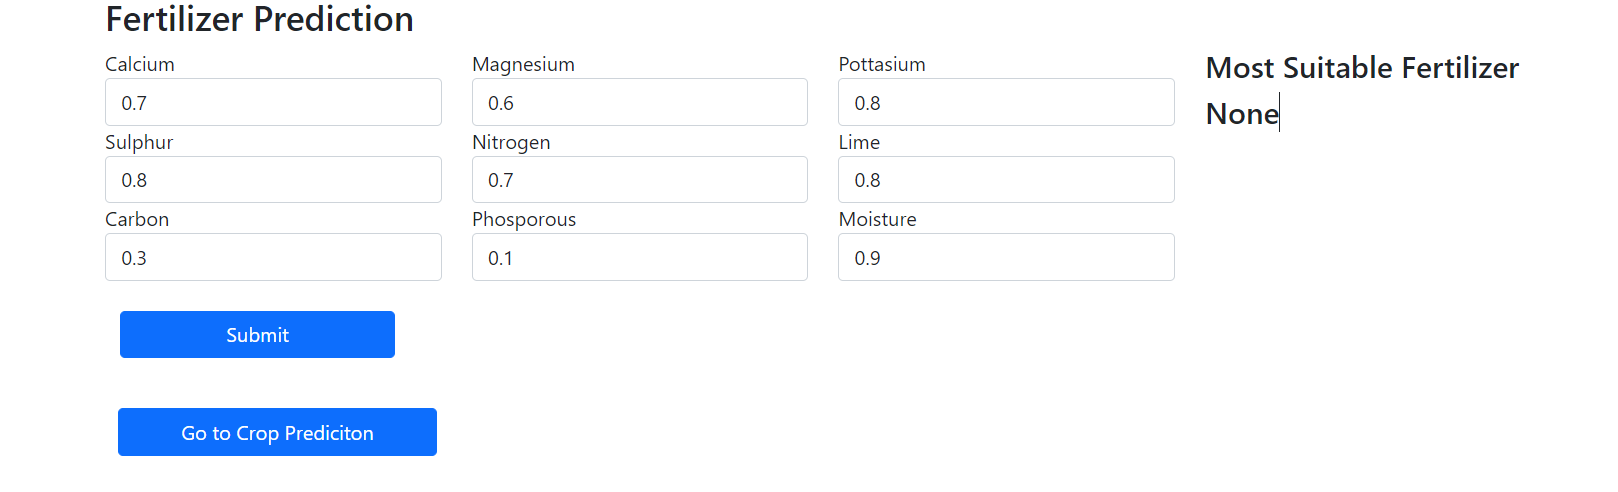 Fertilizer Prediction
Calcium Magnesium Pottasium Most Suitable Fertilizer
0.7 0.6 0.8 None
Sulphur Nitrogen Lime
0.8 0.7 0.8
Carbon Phosporous Moisture
0.3 0.1 0.9
Submit
Go to Crop Prediciton